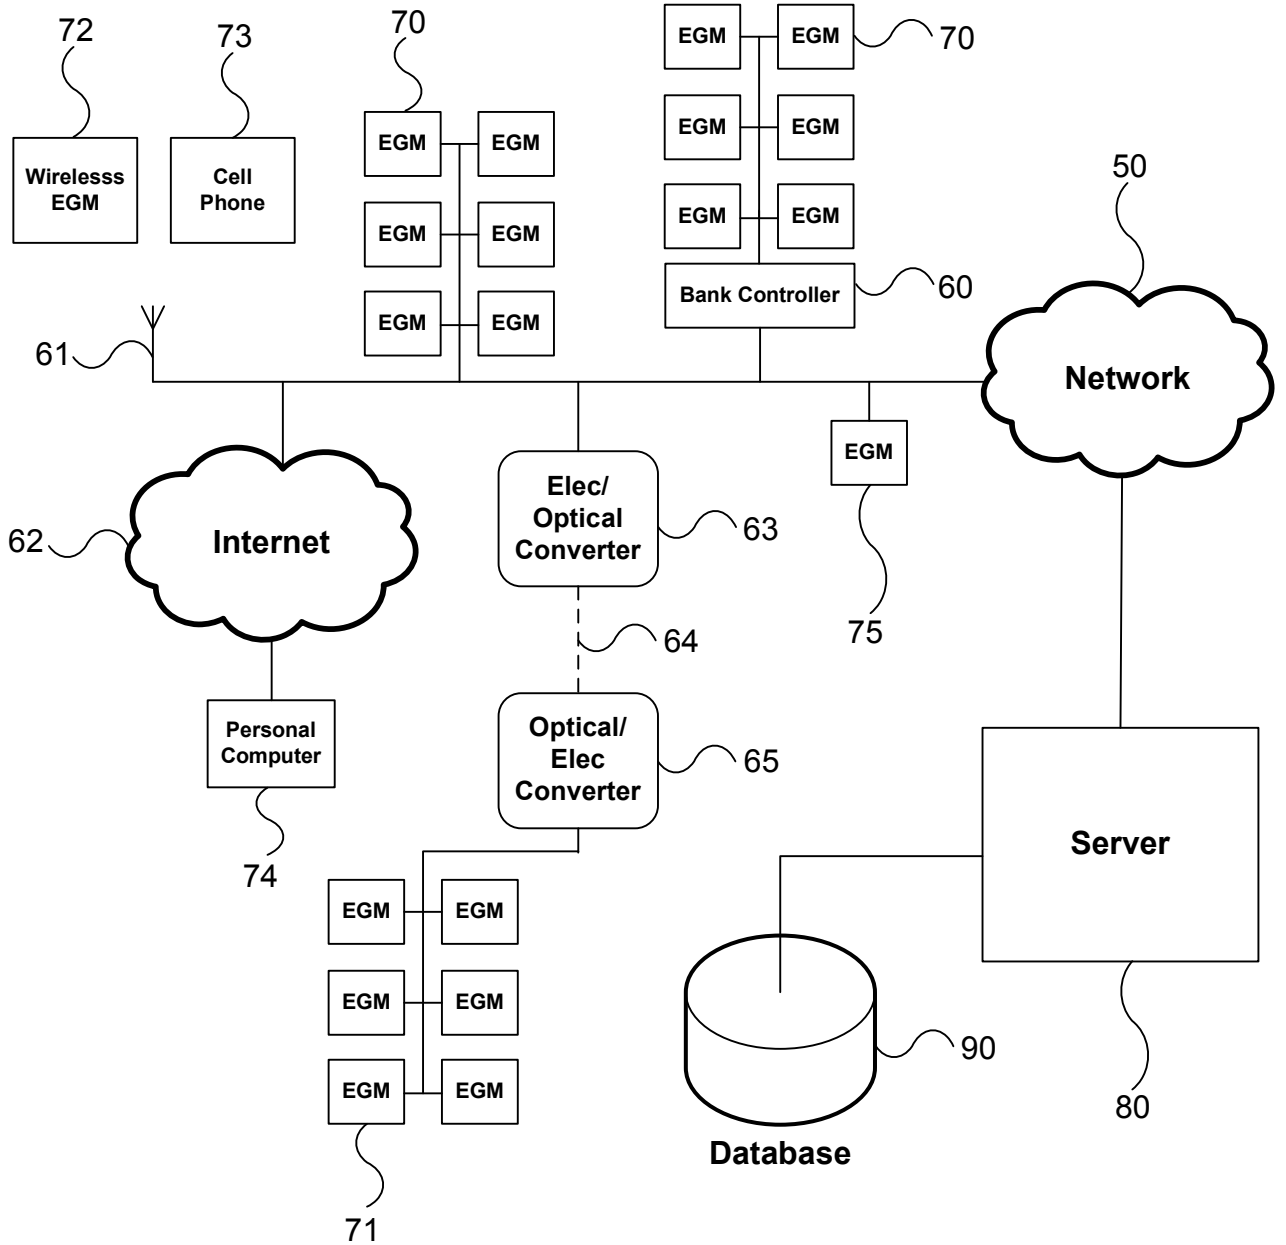 72
73
70
EGM
EGM
70
Wirelesss
EGM
Cell
Phone
EGM
EGM
EGM
EGM
50
EGM
EGM
EGM
EGM
Bank Controller
60
EGM
EGM
61
Network
EGM
75
Internet
62
Elec/
Optical
Converter
63
64
Personal
Computer
74
Optical/
Elec
Converter
65
Server
80
EGM
EGM
EGM
EGM
EGM
EGM
71
90
Database